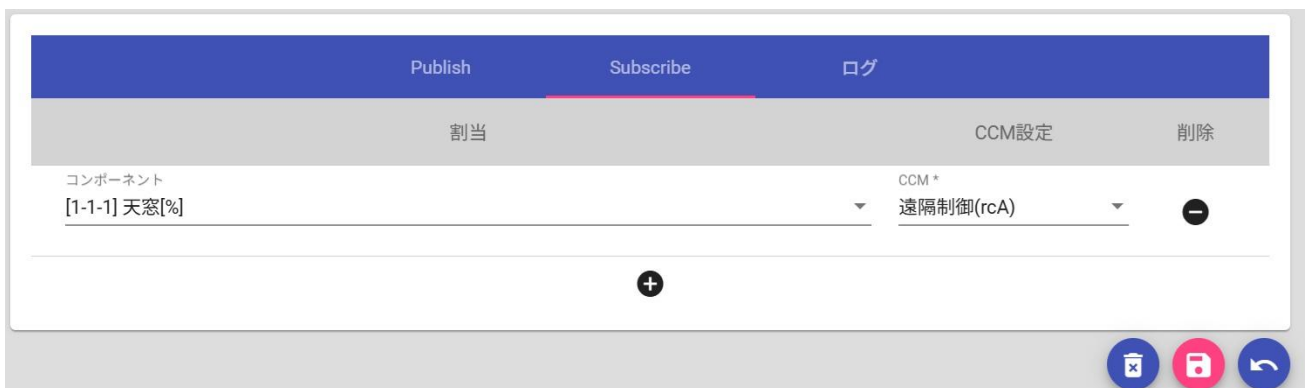 Publish Subscribe ログ
割当 CCM設定 削除
コンポーネント CCM *
[1-1-1] 天窓[%] 遠隔制御(rcA)